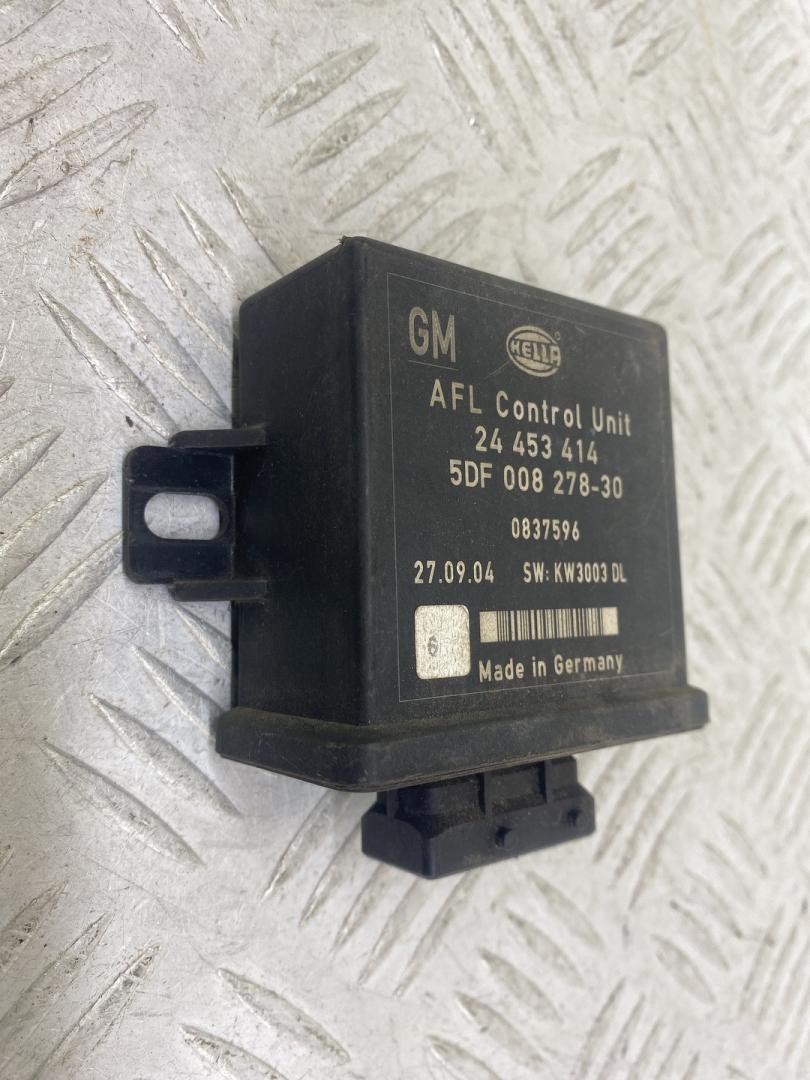 GM HELLA
AFL Control Unit
24 453 414
5DF 008 278-30
0837596
27.09.04 SW: KW3003 DL
6
Made in Germany